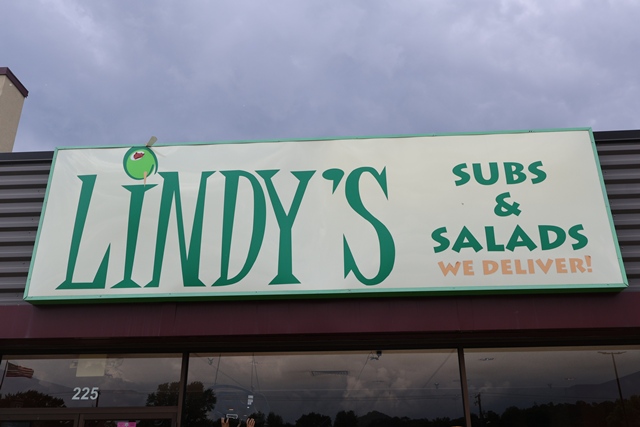 LiNDY'S
SUBS
&
SALADS
WE DELIVER!
225